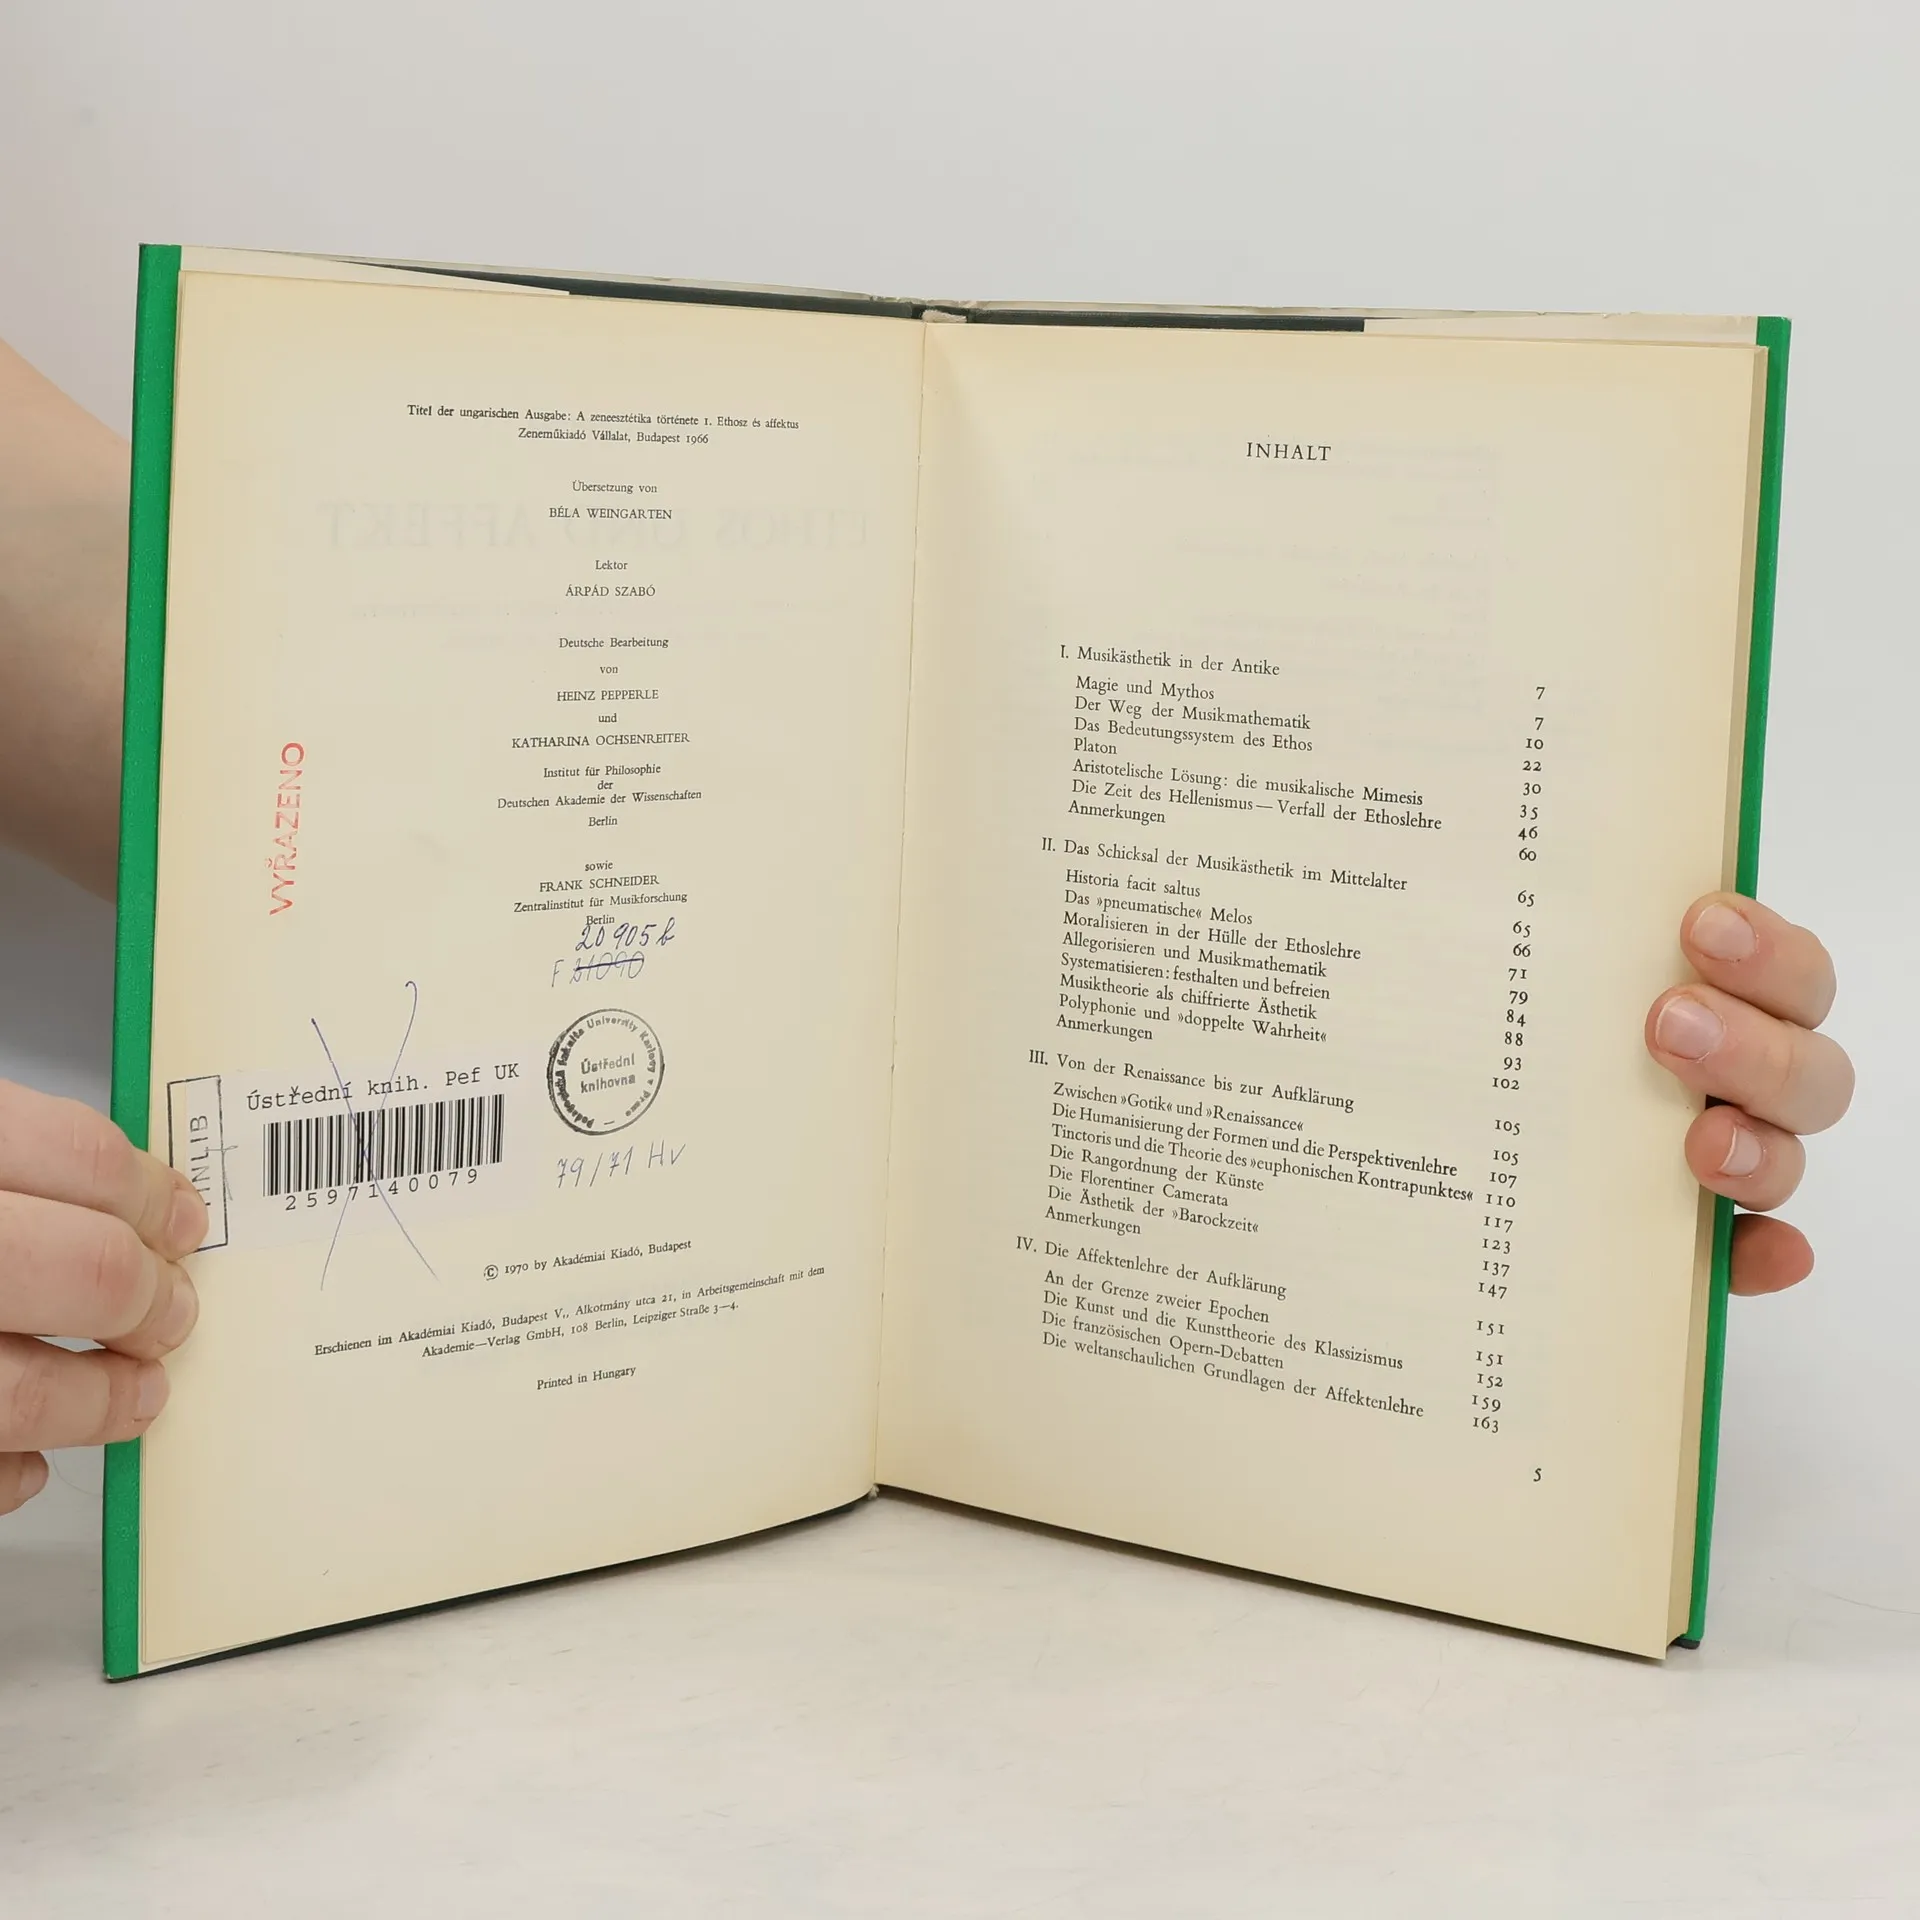 Titel der ungarischen Ausgabe: A zeneesztétika története 1. Ethosz és affektus
Zeneműkiadó Vállalat, Budapest 1966
Übersetzung von
BÉLA WEINGARTEN
Lektor
ÁRPÁD SZABÓ
Deutsche Bearbeitung
von
HEINZ PEPPERLE
und
KATHARINA OCHSENREITER
Institut für Philosophie
der
Deutschen Akademie der Wissenschaften
Berlin
sowie
FRANK SCHNEIDER
Zentralinstitut für Musikforschung
Berlin
20 905 b
F 21090
VYŘAZENO
Pedagogická fakulta University Karlovy v Praze
Ústřední
knihovna
Ústřední knih. Pef UK
2597140079
79/71 Hv
© 1970 by Akadémiai Kiadó, Budapest
Erschienen im Akadémiai Kiadó, Budapest V., Alkotmány utca 21, in Arbeitsgemeinschaft mit dem
Akademie—Verlag GmbH, 108 Berlin, Leipziger Straße 3—4.
Printed in Hungary
ETHOS UND AFFEKT
INHALT
I. Musikästhetik in der Antike 7
Magie und Mythos 7
Der Weg der Musikmathematik 10
Das Bedeutungssystem des Ethos 22
Platon 30
Aristotelische Lösung: die musikalische Mimesis 35
Die Zeit des Hellenismus — Verfall der Ethoslehre 46
Anmerkungen 60
II. Das Schicksal der Musikästhetik im Mittelalter 65
Historia facit saltus 65
Das »pneumatische« Melos 66
Moralisieren in der Hülle der Ethoslehre 71
Allegorisieren und Musikmathematik 79
Systematisieren: festhalten und befreien 84
Musiktheorie als chiffrierte Ästhetik 88
Polyphonie und »doppelte Wahrheit« 93
Anmerkungen 102
III. Von der Renaissance bis zur Aufklärung 105
Zwischen »Gotik« und »Renaissance« 105
Die Humanisierung der Formen und die Perspektivenlehre 107
Tinctoris und die Theorie des »euphonischen Kontrapunktes« 110
Die Rangordnung der Künste 117
Die Florentiner Camerata 123
Die Ästhetik der »Barockzeit« 137
Anmerkungen 147
IV. Die Affektenlehre der Aufklärung 151
An der Grenze zweier Epochen 151
Die Kunst und die Kunsttheorie des Klassizismus 152
Die französischen Opern-Debatten 159
Die weltanschaulichen Grundlagen der Affektenlehre 163
5